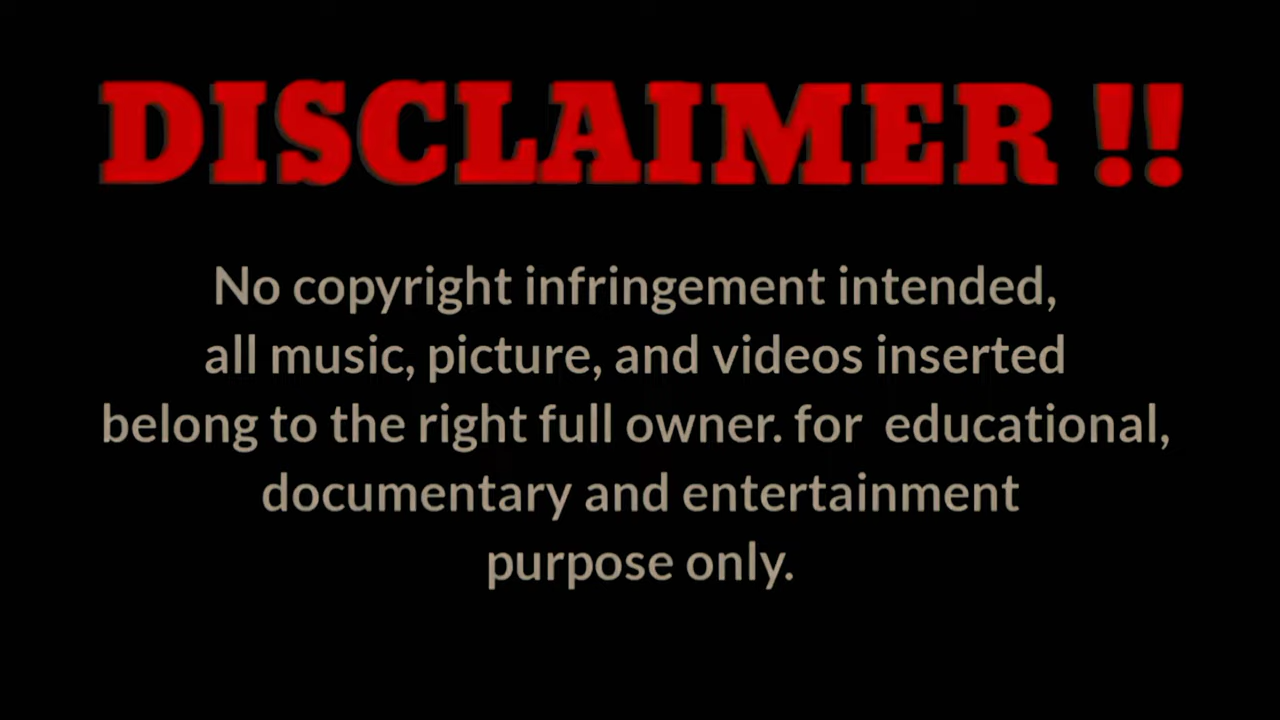 DISCLAIMER !!
No copyright infringement intended,
all music, picture, and videos inserted
belong to the right full owner. for  educational,
documentary and entertainment
purpose only.